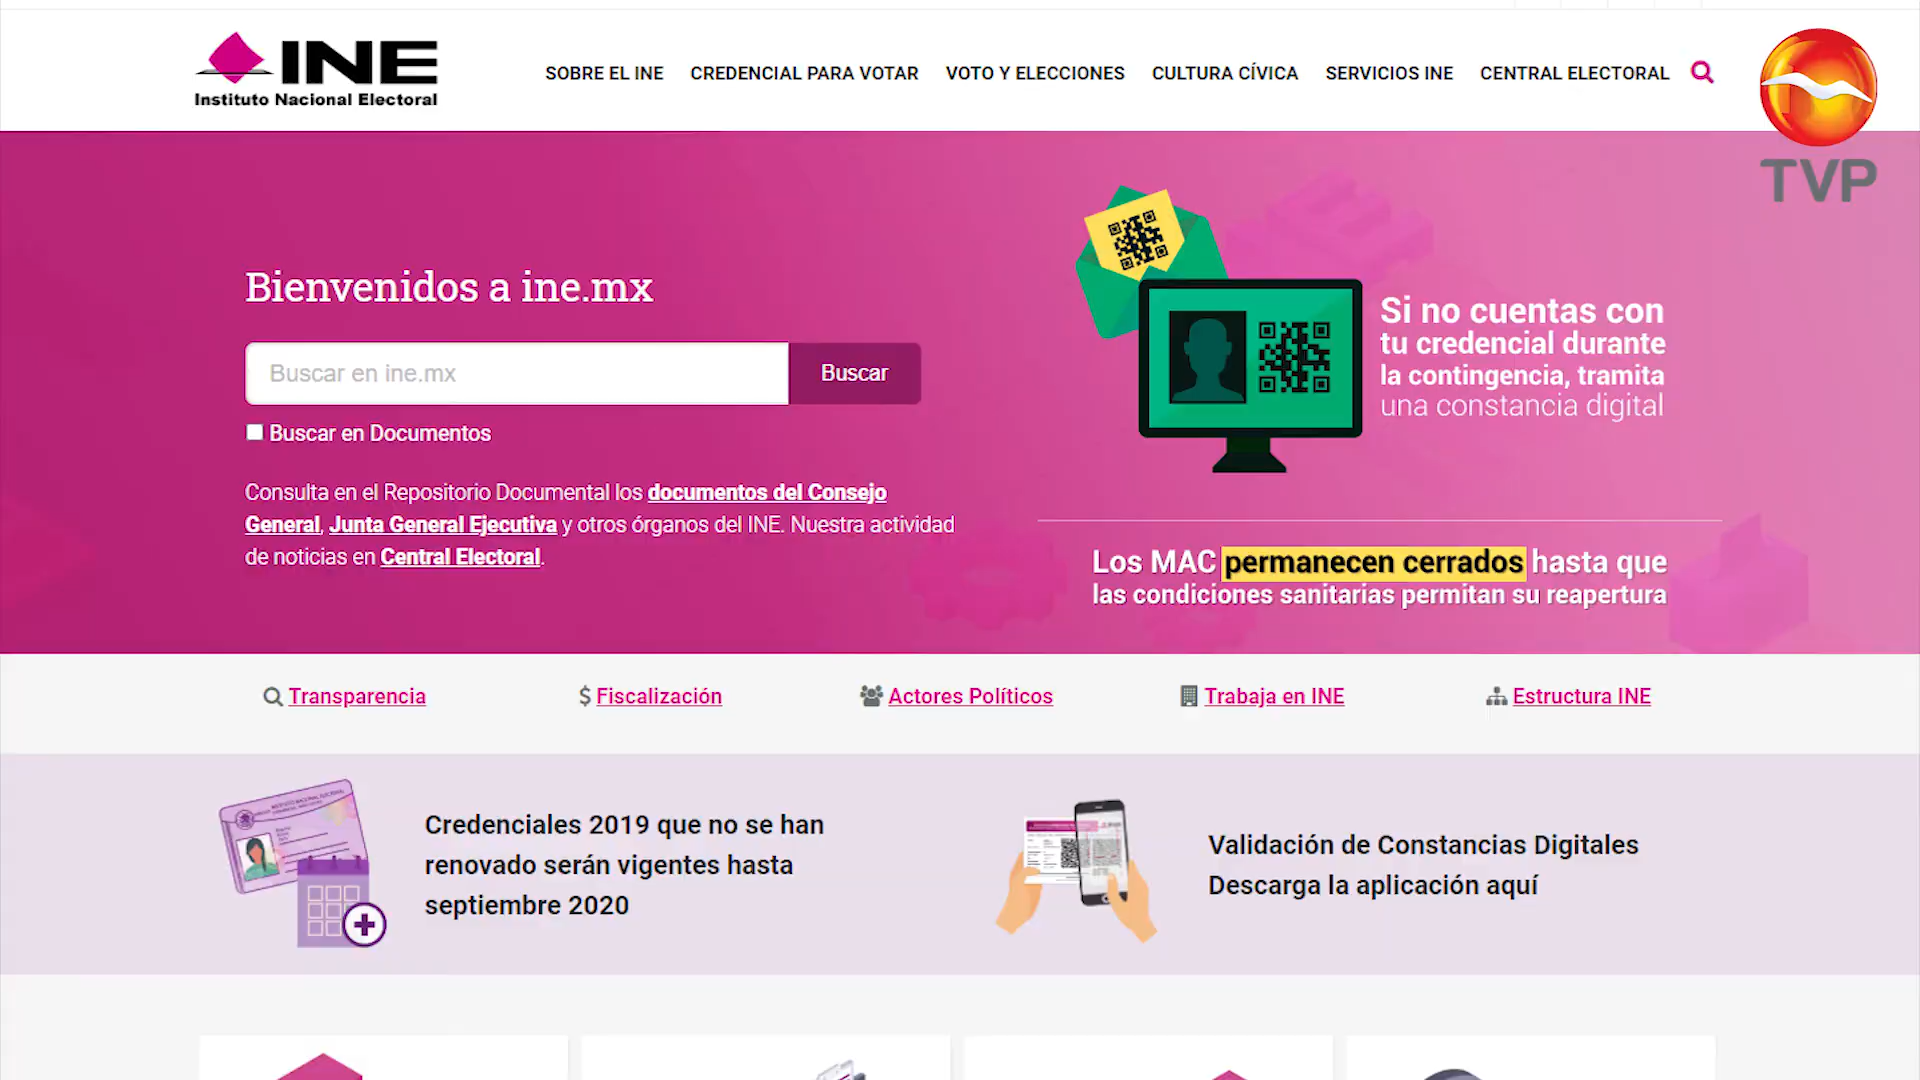 INE
Instituto Nacional Electoral
SOBRE EL INE
CREDENCIAL PARA VOTAR
VOTO Y ELECCIONES
CULTURA CÍVICA
SERVICIOS INE
CENTRAL ELECTORAL
TVP
Bienvenidos a ine.mx
Buscar en ine.mx
Buscar
Buscar en Documentos
Consulta en el Repositorio Documental los documentos del Consejo
General, Junta General Ejecutiva y otros órganos del INE. Nuestra actividad
de noticias en Central Electoral.
Si no cuentas con
tu credencial durante
la contingencia, tramita
una constancia digital
Los MAC permanecen cerrados hasta que
las condiciones sanitarias permitan su reapertura
Transparencia
$ Fiscalización
Actores Políticos
Trabaja en INE
Estructura INE
Credenciales 2019 que no se han
renovado serán vigentes hasta
septiembre 2020
Validación de Constancias Digitales
Descarga la aplicación aquí